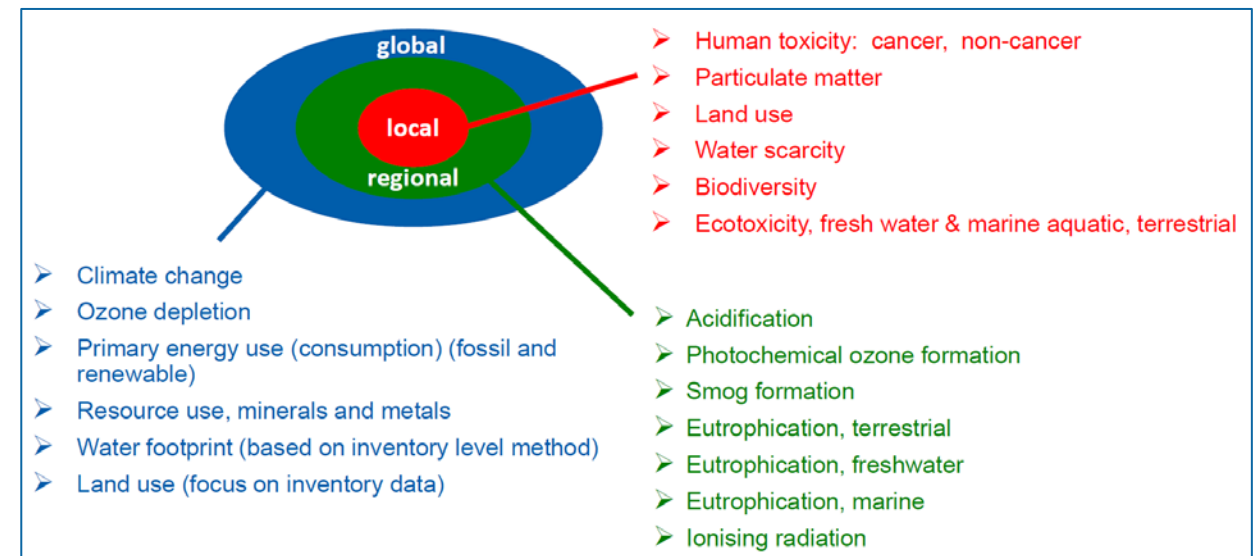 global
local
regional
➢ Human toxicity: cancer, non-cancer
➢ Particulate matter
➢ Land use
➢ Water scarcity
➢ Biodiversity
➢ Ecotoxicity, fresh water & marine aquatic, terrestrial
➢ Climate change
➢ Ozone depletion
➢ Primary energy use (consumption) (fossil and
renewable)
➢ Resource use, minerals and metals
➢ Water footprint (based on inventory level method)
➢ Land use (focus on inventory data)
➢ Acidification
➢ Photochemical ozone formation
➢ Smog formation
➢ Eutrophication, terrestrial
➢ Eutrophication, freshwater
➢ Eutrophication, marine
➢ Ionising radiation